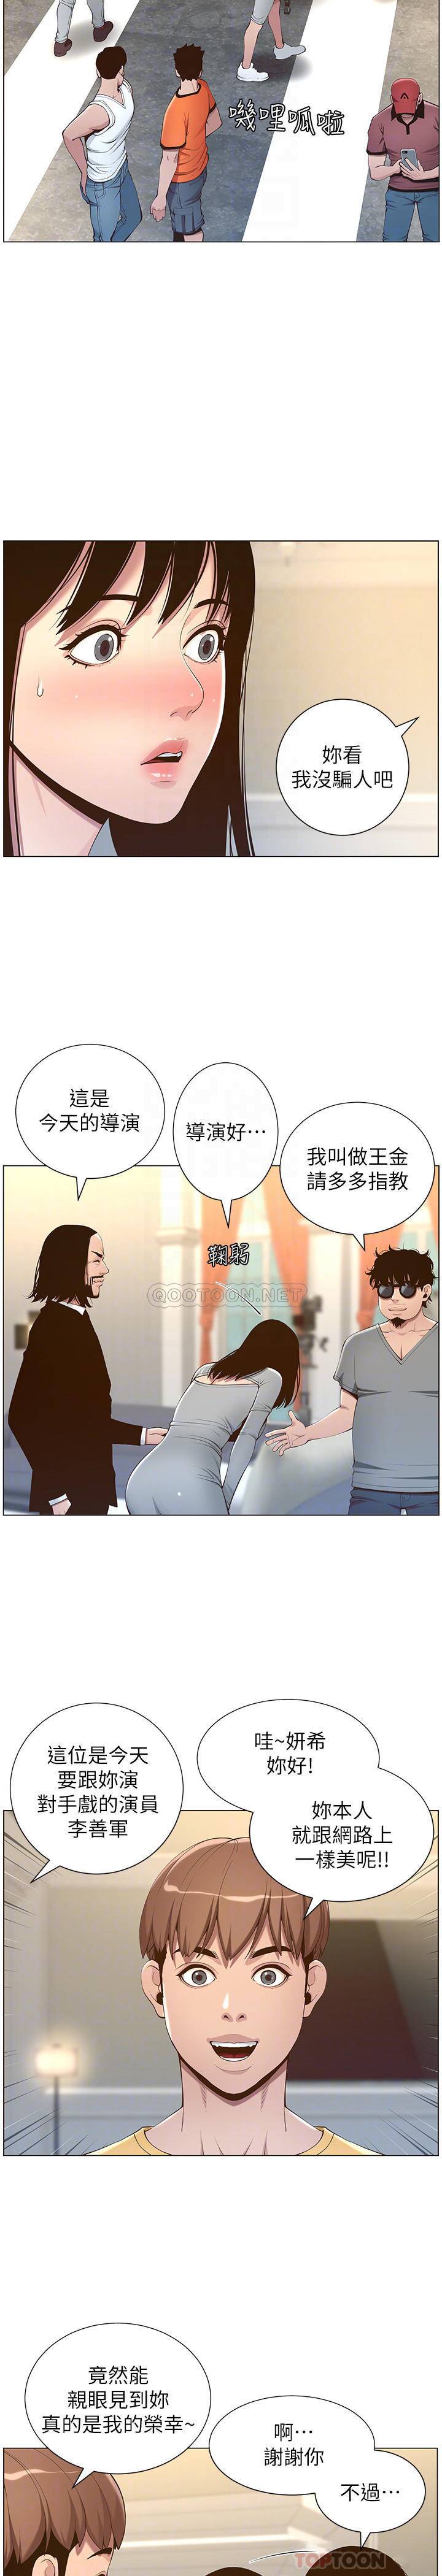 嘰哩呱啦
妳看
我沒騙人吧
這是
今天的導演
導演好⋯
我叫做王金
請多多指教
鞠躬
QOOTOON.NET
這位是今天
要跟妳演
對手戲的演員
李善軍
哇~妍希
妳好!
妳本人
就跟網路上
一樣美呢!!
竟然能
親眼見到妳
真的是我的榮幸~
啊⋯
謝謝你
不過⋯
TOPTOON